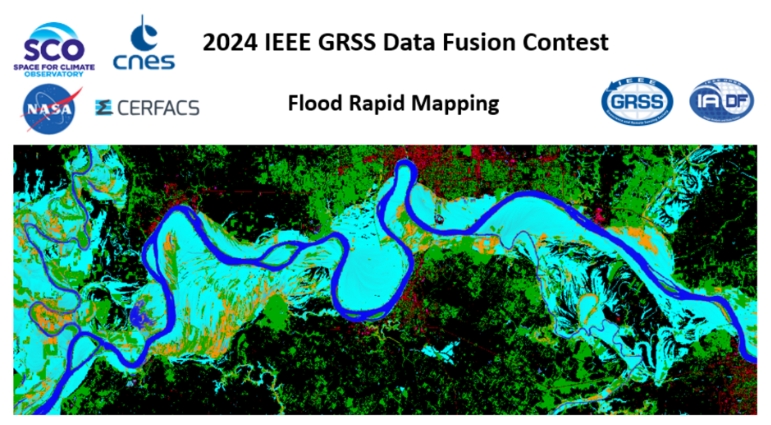 SCO
SPACE FOR CLIMATE
OBSERVATORY
cnes
2024 IEEE GRSS Data Fusion Contest
NASA
CERFACS
Flood Rapid Mapping
IEEE
GRSS
IADF